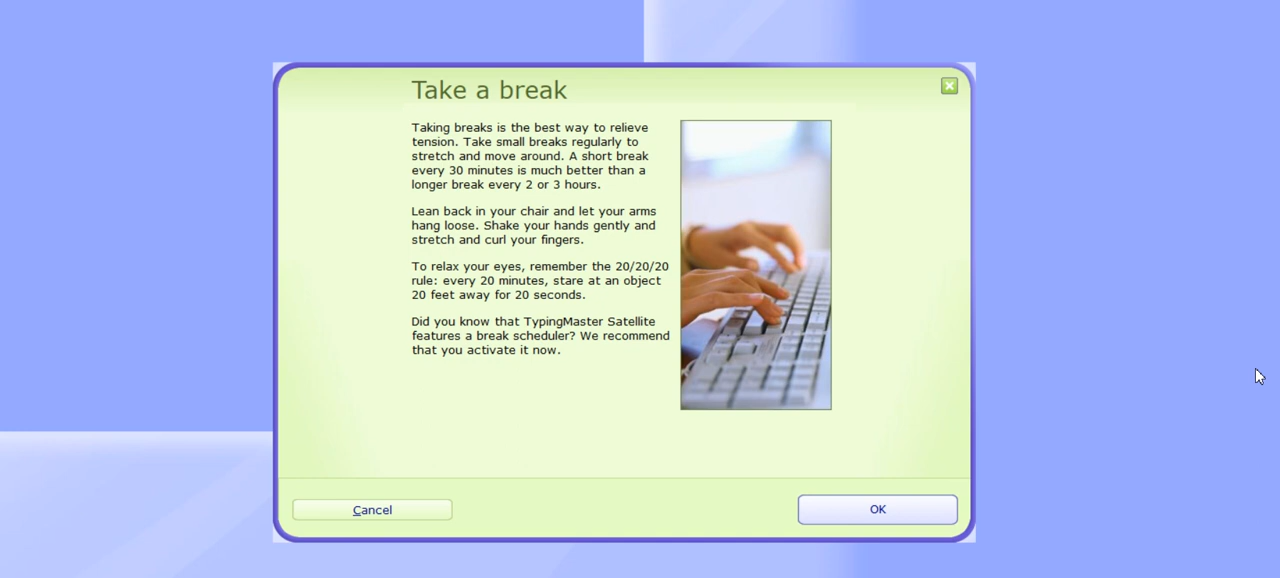 Take a break
Taking breaks is the best way to relieve
tension. Take small breaks regularly to
stretch and move around. A short break
every 30 minutes is much better than a
longer break every 2 or 3 hours.
Lean back in your chair and let your arms
hang loose. Shake your hands gently and
stretch and curl your fingers.
To relax your eyes, remember the 20/20/20
rule: every 20 minutes, stare at an object
20 feet away for 20 seconds.
Did you know that TypingMaster Satellite
features a break scheduler? We recommend
that you activate it now.
Cancel
OK